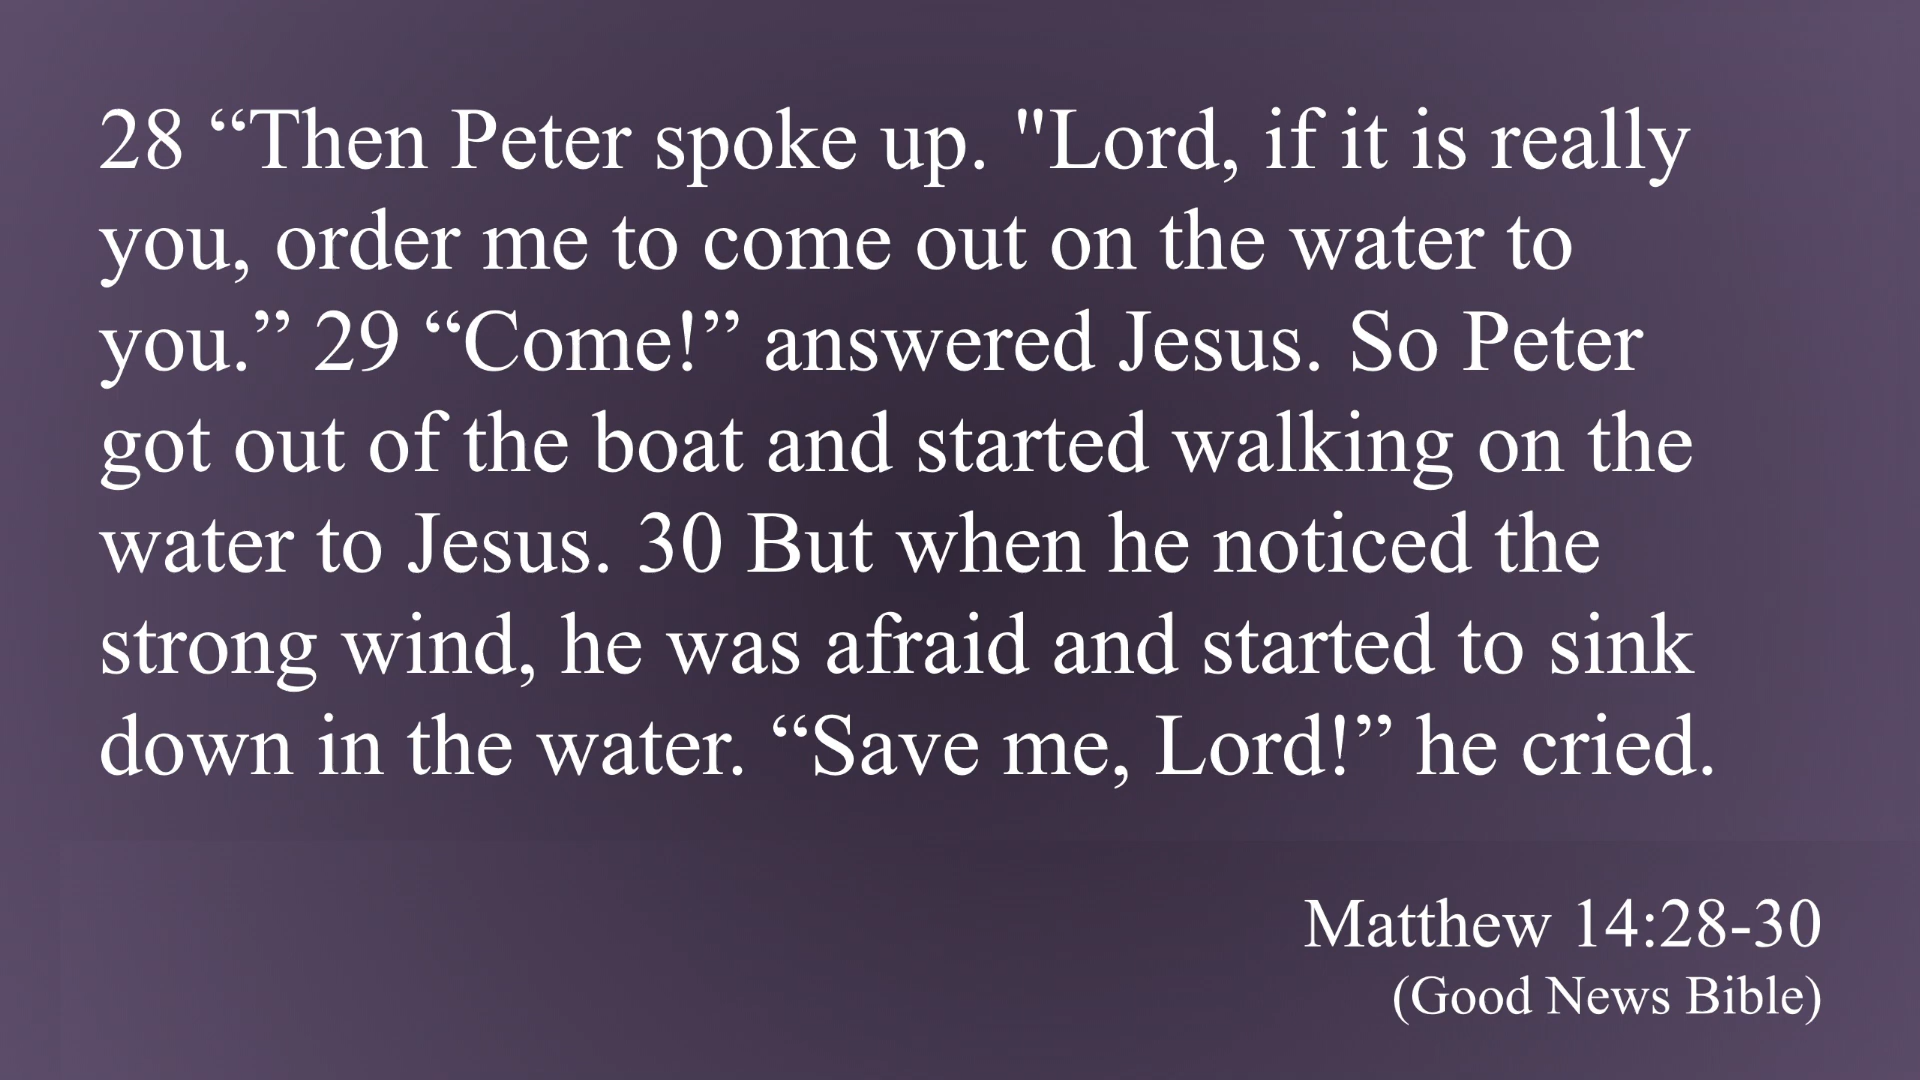 28 “Then Peter spoke up. "Lord, if it is really
you, order me to come out on the water to
you.” 29 “Come!” answered Jesus. So Peter
got out of the boat and started walking on the
water to Jesus. 30 But when he noticed the
strong wind, he was afraid and started to sink
down in the water. “Save me, Lord!” he cried.
Matthew 14:28-30
(Good News Bible)